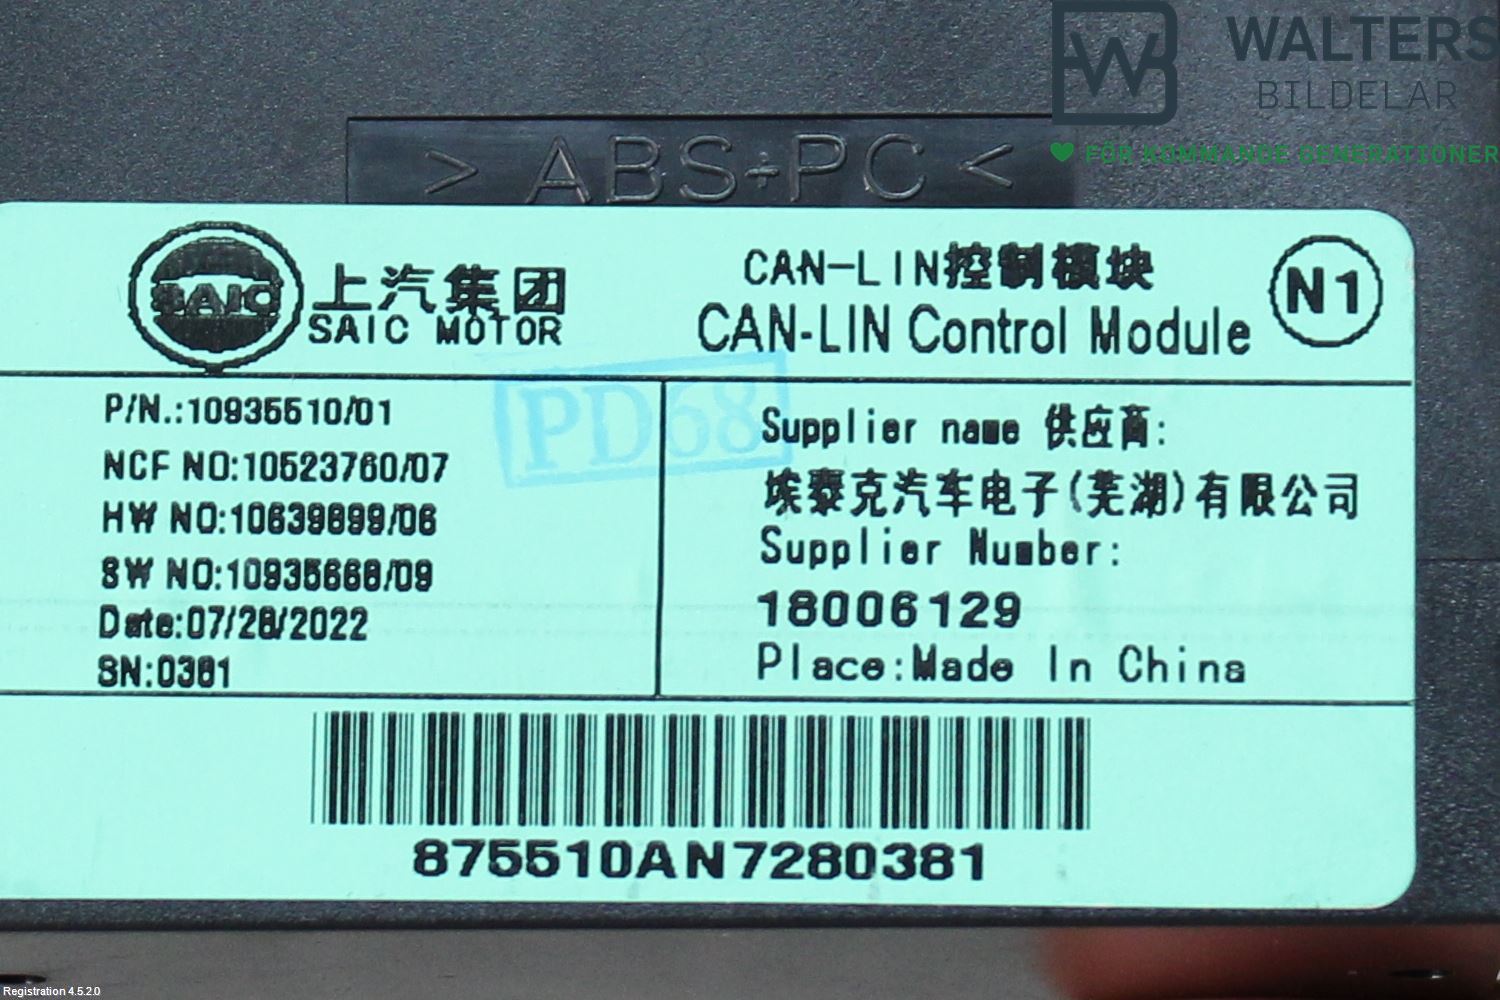 WALTERS
BILDELAR
FÖR KOMMANDE GENERATIONER
> ABS+PC <
SAIC
上汽集团
SAIC MOTOR
CAN-LIN控制模块
CAN-LIN Control Module
N1
P/N.:10935510/01
NCF NO:10523760/07
HW NO:10639899/06
SW NO:10935668/09
Date:07/28/2022
SN:0381
PD68
Supplier name 供应商:
埃泰克汽车电子(芜湖)有限公司
Supplier Number:
18006129
Place:Made In China
875510AN7280381
Registration 4.5.2.0